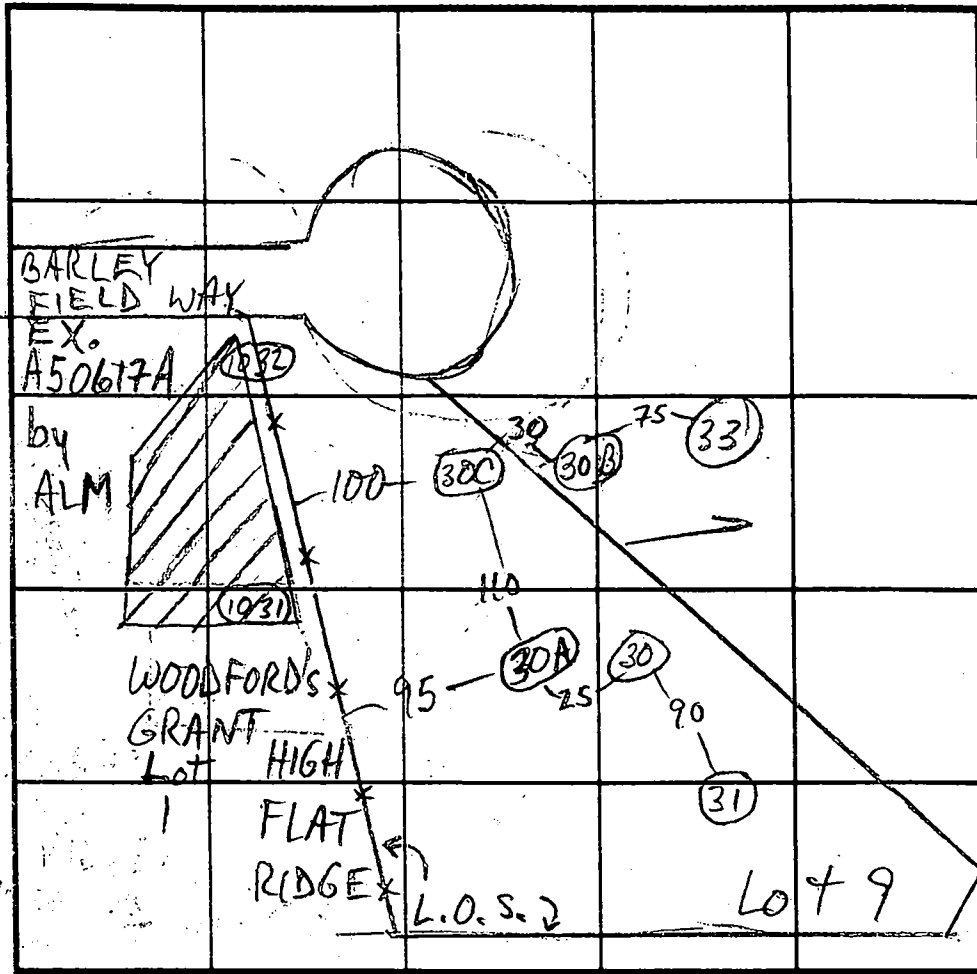 BARLEY
FIELD WAY
EX.
A50617A
by
ALM
10/32
10/31
100
30C
30
30B
75
33
110
30A
95
25
30
90
31
WOODFORD'S
GRANT
Lot
1
HIGH
FLAT
RIDGE
L.O.S.
Lot 9